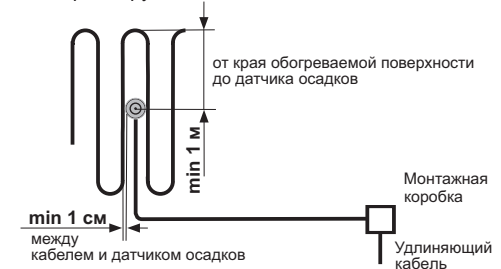 от края обогреваемой поверхности
до датчика осадков
min 1 м
Монтажная
коробка
min 1 см
между
кабелем и датчиком осадков
Удлиняющий
кабель